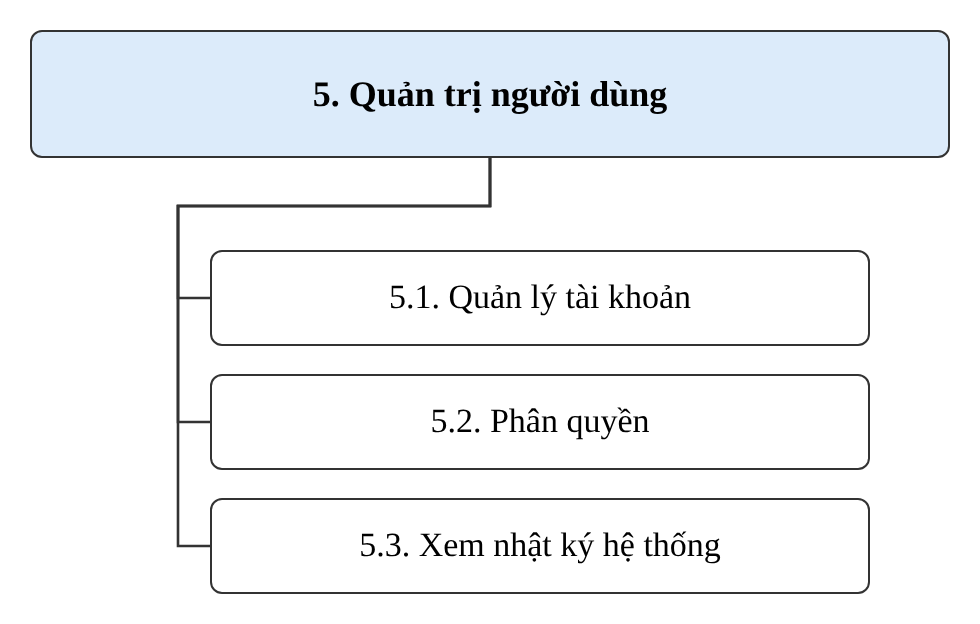 5. Quản trị người dùng
5.1. Quản lý tài khoản
5.2. Phân quyền
5.3. Xem nhật ký hệ thống